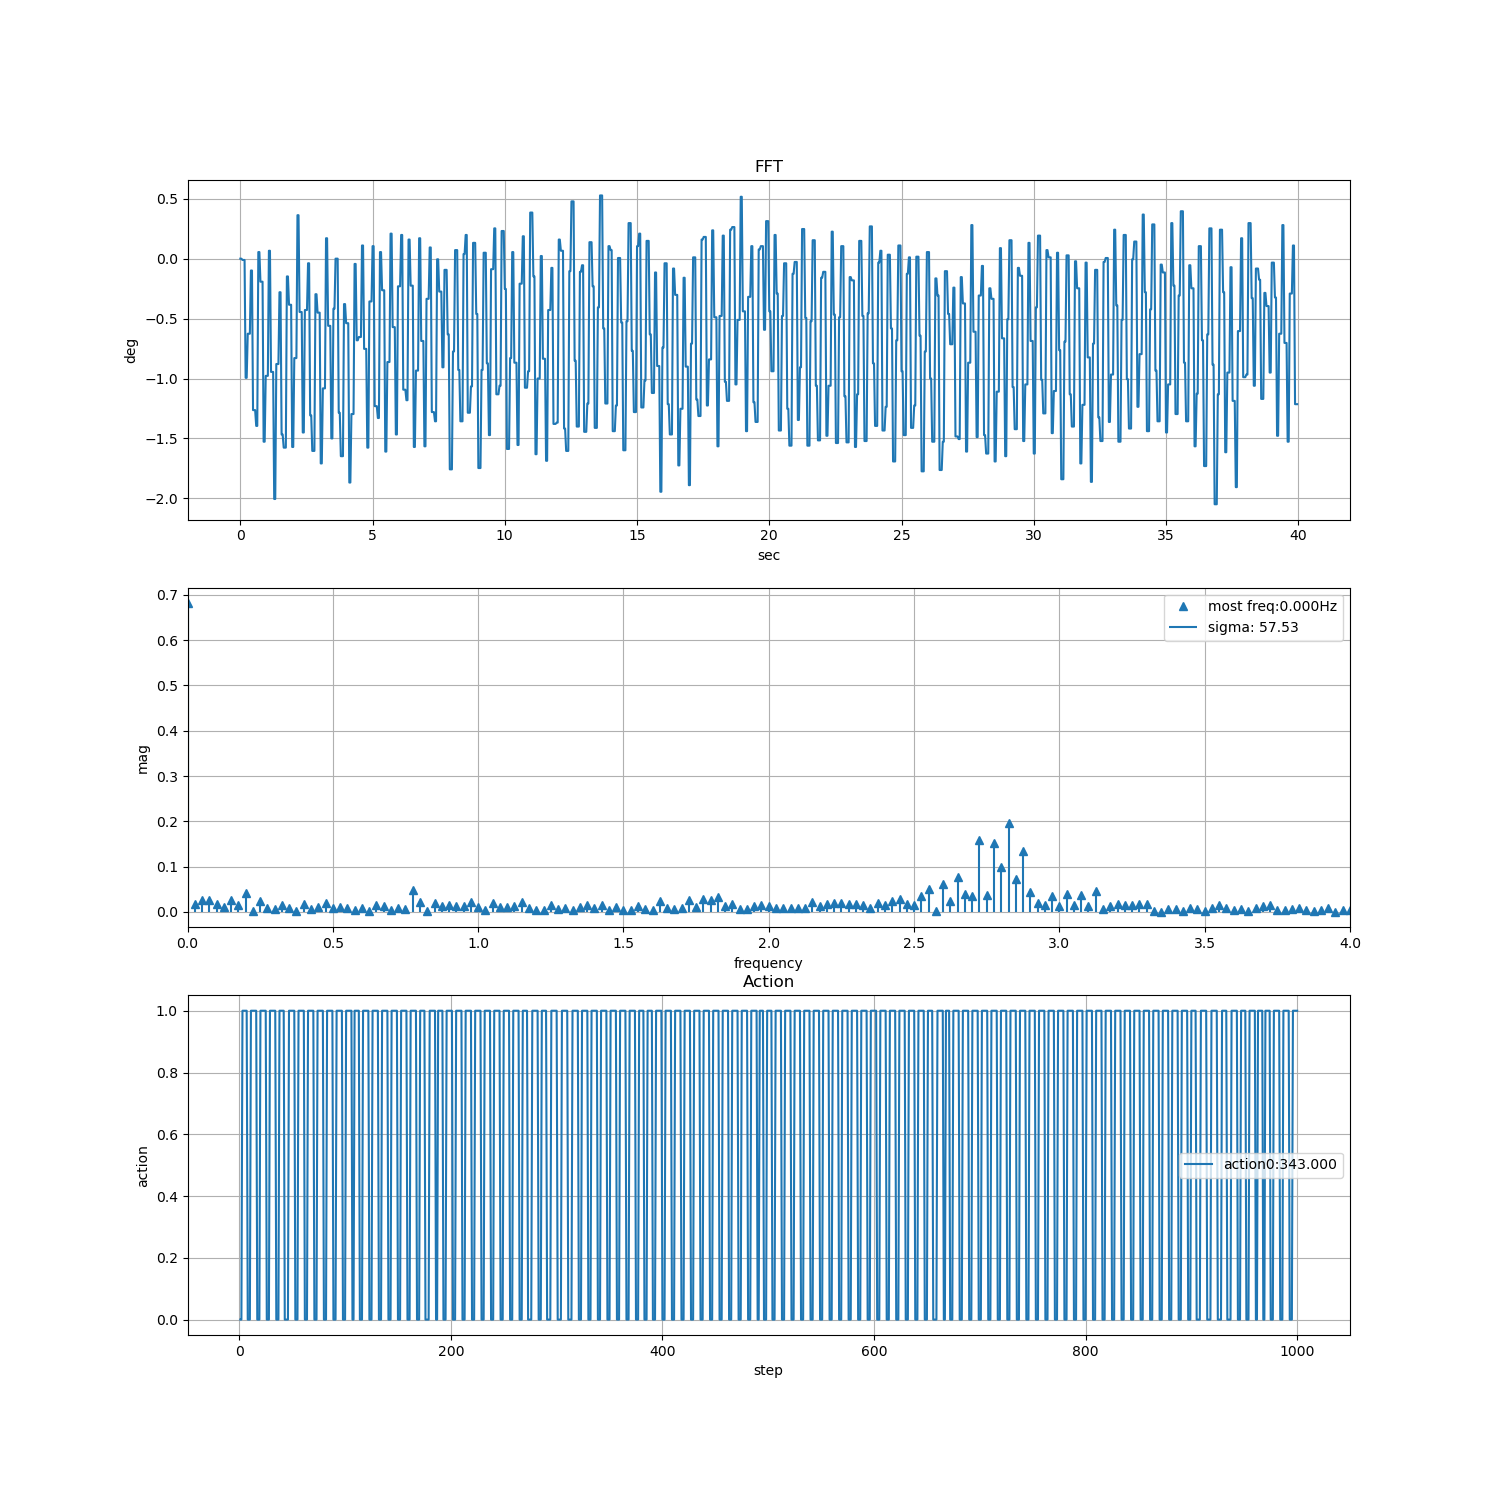 FFT
0.5
0.0
−0.5
−1.0
−1.5
−2.0
deg
0 5 10 15 20 25 30 35 40
sec
0.7
0.6
0.5
0.4
0.3
0.2
0.1
0.0
mag
most freq:0.000Hz
sigma: 57.53
0.0 0.5 1.0 1.5 2.0 2.5 3.0 3.5 4.0
frequency
Action
1.0
0.8
0.6
0.4
0.2
0.0
action
action0:343.000
0 200 400 600 800 1000
step